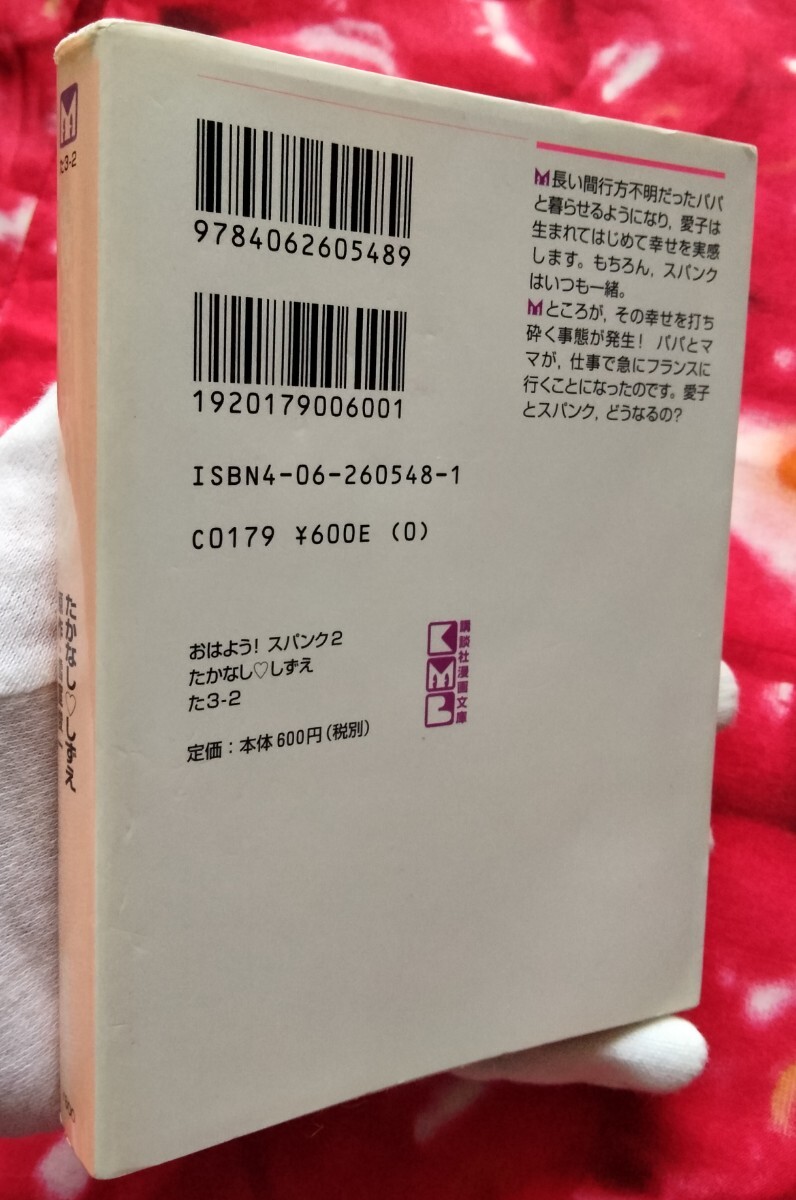 た3-2
たかなし♡しずえ
9784062605489
1920179006001
ISBN4-06-260548-1
C0179 ¥600E (0)
おはよう! スパンク2
たかなし♡しずえ
た3-2
定価:本体600円(税別)
講談社漫画文庫
KMB
M長い間行方不明だったパパ
と暮らせるようになり,愛子は
生まれてはじめて幸せを実感
します。もちろん,スパンク
はいつも一緒。
Mところが,その幸せを打ち
砕く事態が発生! パパとマ
マが,仕事で急にフランスに
行くことになったのです。愛子
とスパンク,どうなるの?